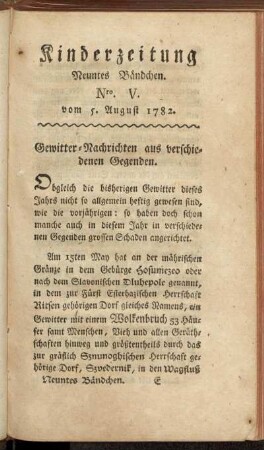 Kinderzeitung
Neuntes Bändchen.
Nro. V.
vom 5. August 1782.
Gewitter-Nachrichten aus verschie-
denen Gegenden.
Obgleich die bisherigen Gewitter dieses
Jahrs nicht so allgemein heftig gewesen sind,
wie die vorjährigen: so haben doch schon
manche auch in diesem Jahr in verschiede-
nen Gegenden grossen Schaden angerichtet.
Am 15ten May hat an der mährischen
Gränze in dem Gebürge Hosumezco oder
nach dem Slavonischen Dluhepole genannt,
in dem zur Fürst Esterhazischen Herrschaft
Ritsen gehörigen Dorf gleiches Namens, ein
Gewitter mit einem Wolkenbruch 53 Häu-
ser samt Menschen, Vieh und allen Geräth-
schaften hinweg und größtentheils durch das
zur gräflich Szmmoghischen Herrschaft ge-
hörige Dorf, Szvedernik, in den Wagfluß
Neuntes Bändchen. E